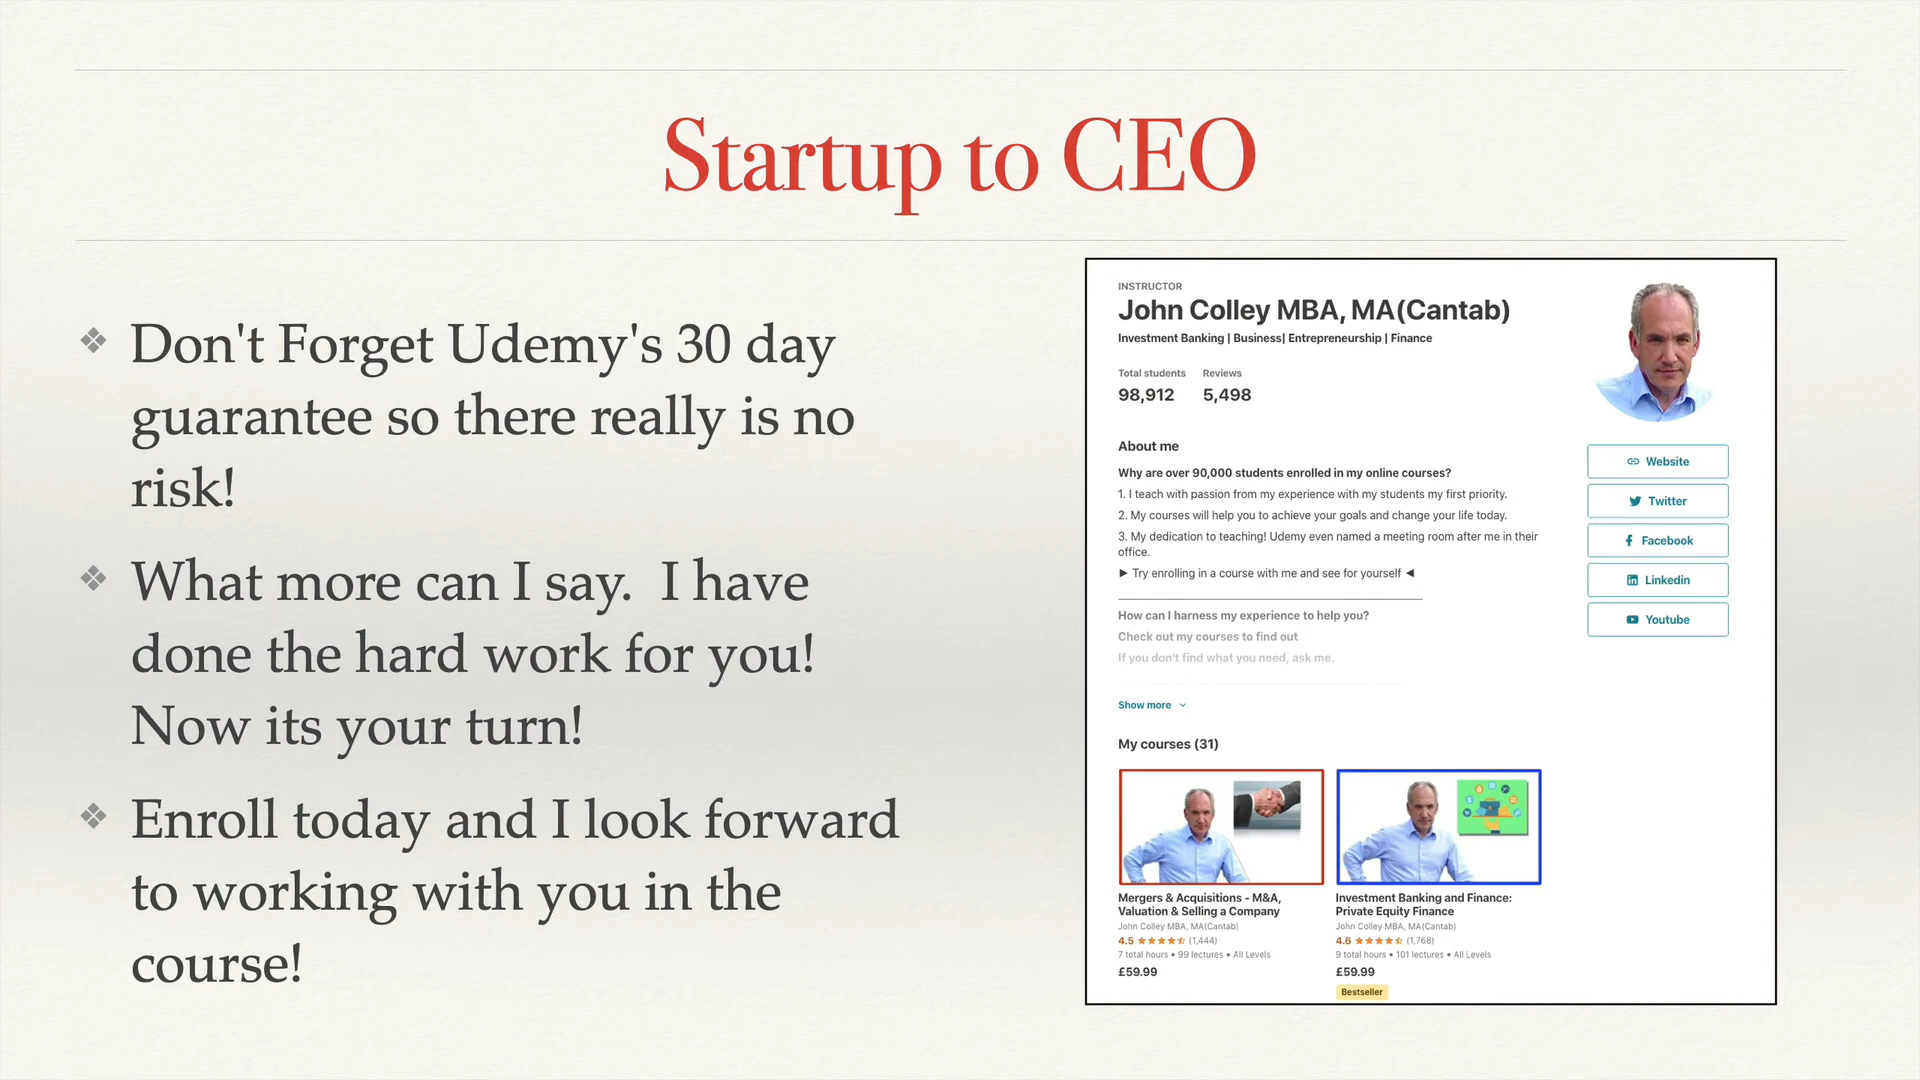 Startup to CEO
Don't Forget Udemy's 30 day
guarantee so there really is no
risk!
What more can I say.  I have
done the hard work for you!
Now its your turn!
Enroll today and I look forward
to working with you in the
course!
INSTRUCTOR
John Colley MBA, MA(Cantab)
Investment Banking | Business| Entrepreneurship | Finance
Total students Reviews
98,912 5,498
About me
Why are over 90,000 students enrolled in my online courses?
1. I teach with passion from my experience with my students my first priority.
2. My courses will help you to achieve your goals and change your life today.
3. My dedication to teaching! Udemy even named a meeting room after me in their
office.
► Try enrolling in a course with me and see for yourself ◄
How can I harness my experience to help you?
Check out my courses to find out
If you don't find what you need, ask me.
Show more
Website
Twitter
Facebook
Linkedin
Youtube
My courses (31)
Mergers & Acquisitions - M&A,
Valuation & Selling a Company
John Colley MBA, MA(Cantab)
4.5 (1,444)
7 total hours • 99 lectures • All Levels
£59.99
Investment Banking and Finance:
Private Equity Finance
John Colley MBA, MA(Cantab)
4.6 (1,768)
9 total hours • 101 lectures • All Levels
£59.99
Bestseller